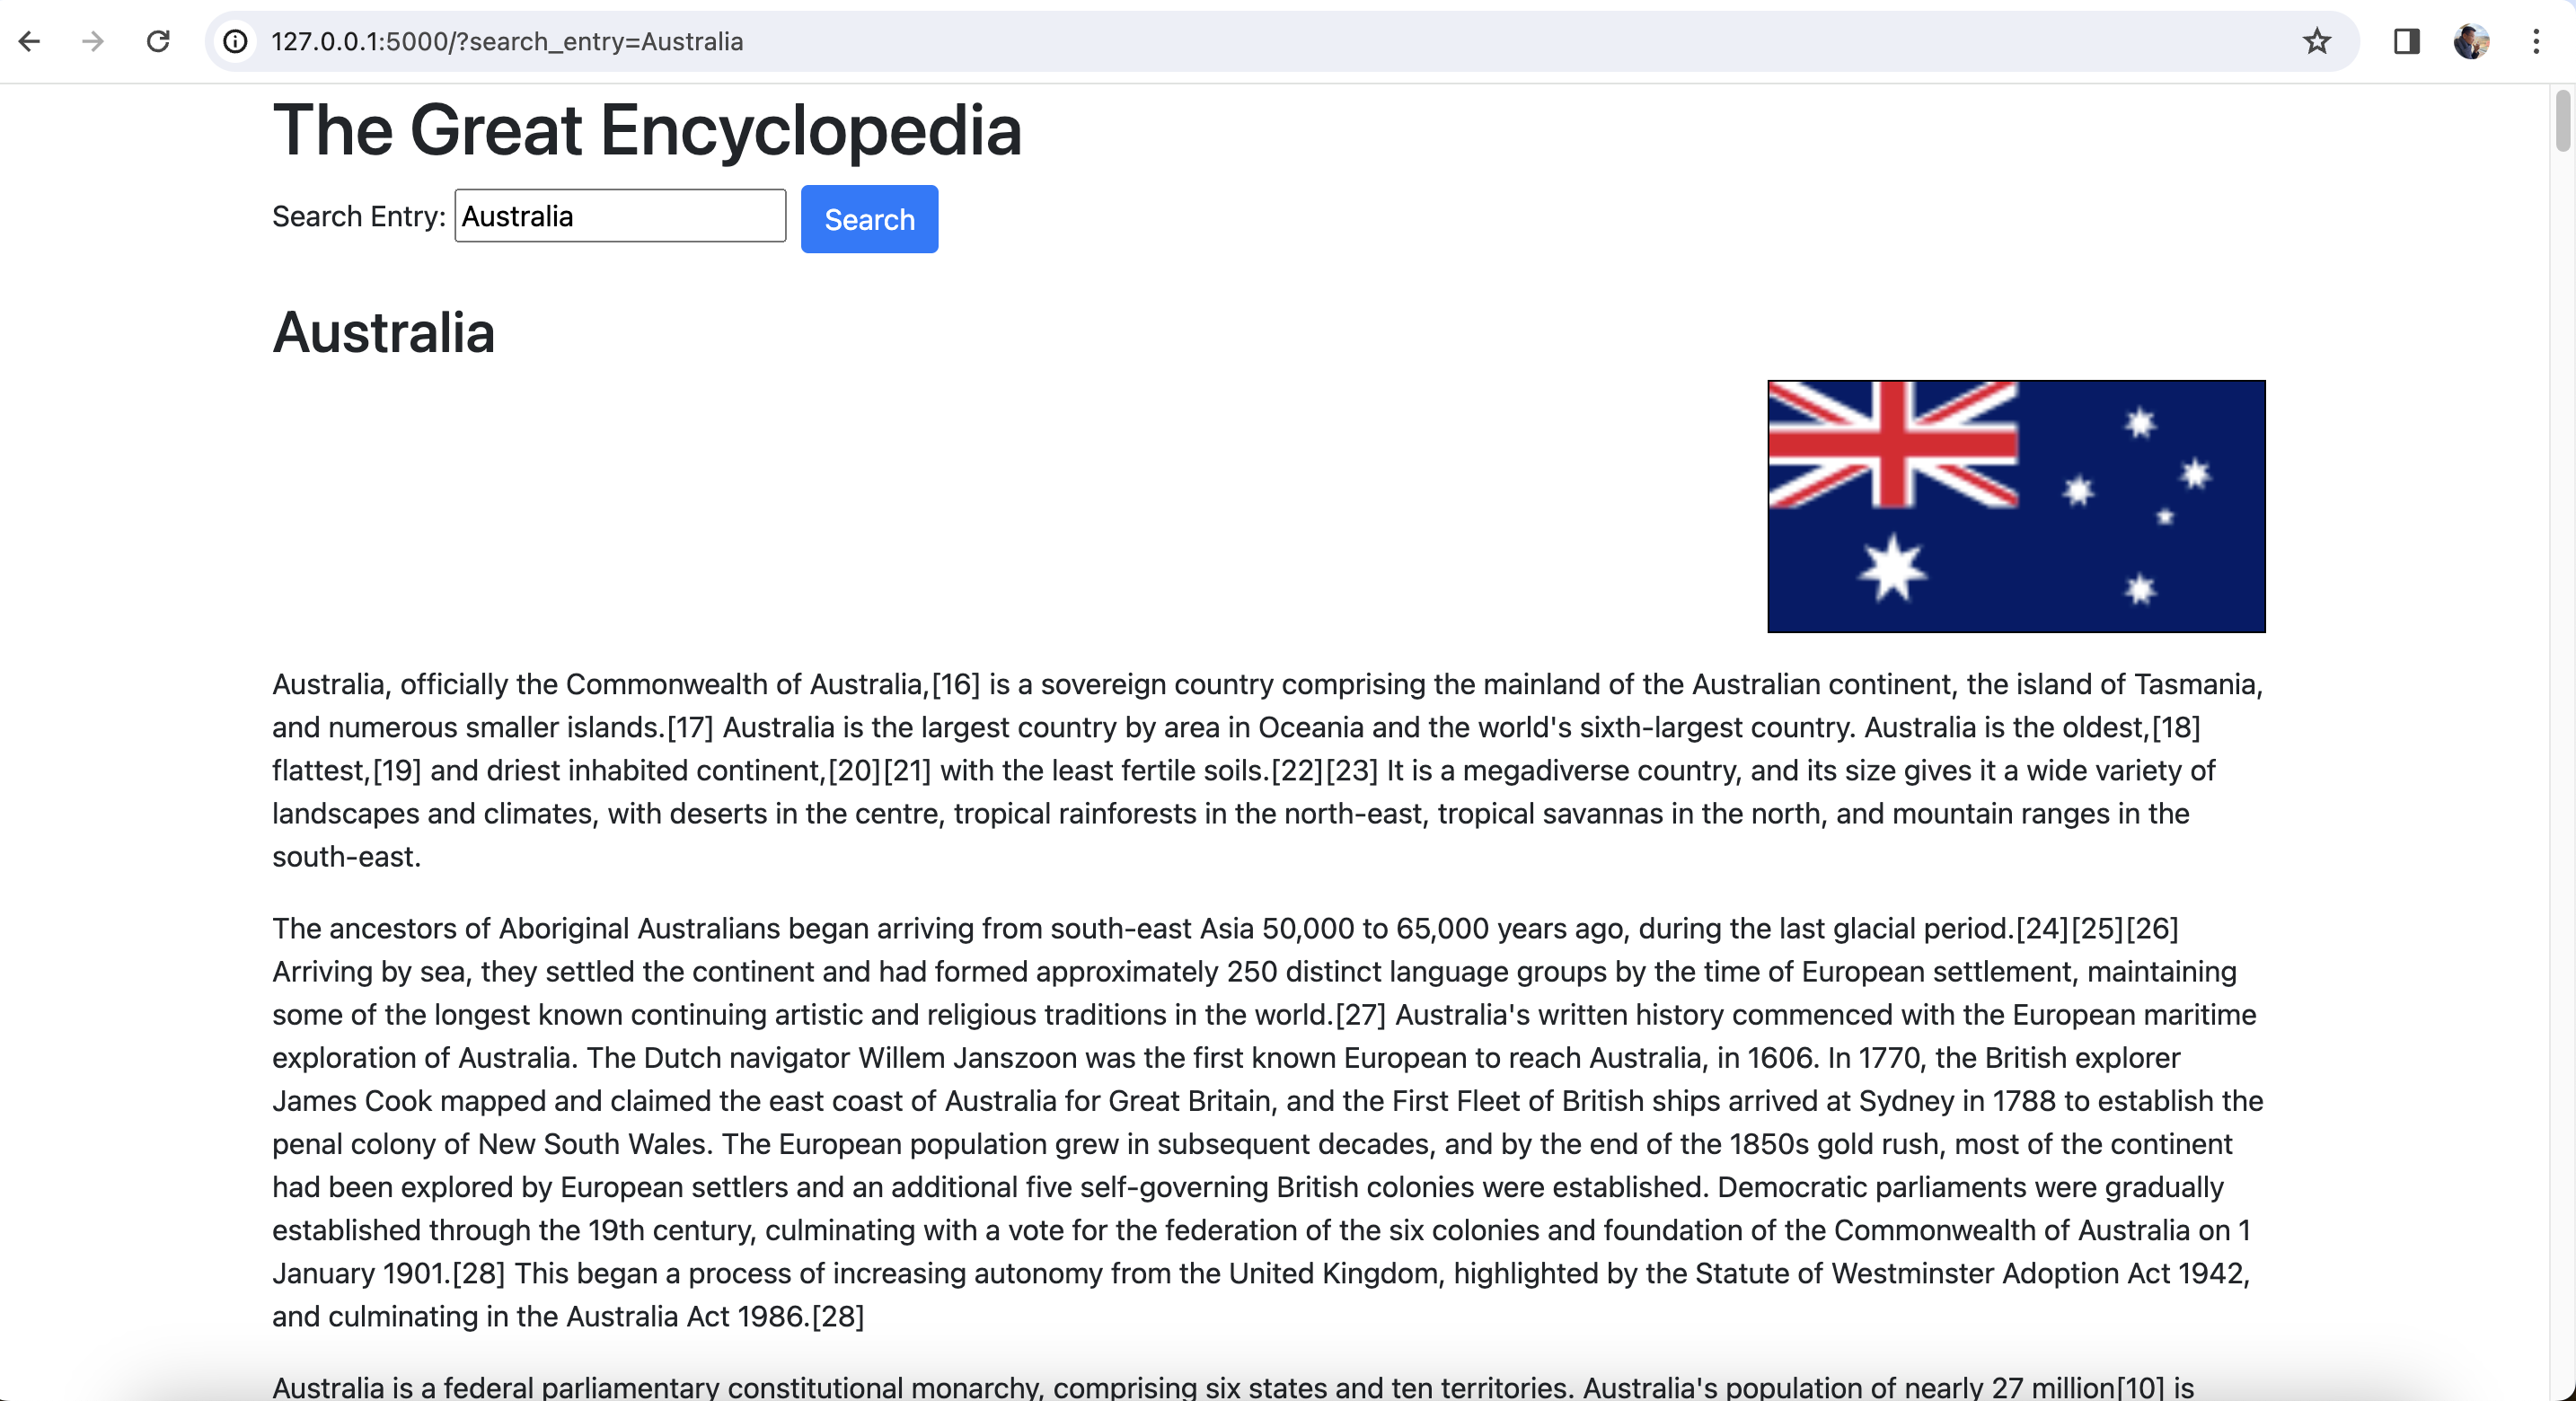 127.0.0.1:5000/?search_entry=Australia
The Great Encyclopedia
Search Entry: Australia Search
Australia
Australia, officially the Commonwealth of Australia,[16] is a sovereign country comprising the mainland of the Australian continent, the island of Tasmania,
and numerous smaller islands.[17] Australia is the largest country by area in Oceania and the world's sixth-largest country. Australia is the oldest,[18]
flattest,[19] and driest inhabited continent,[20][21] with the least fertile soils.[22][23] It is a megadiverse country, and its size gives it a wide variety of
landscapes and climates, with deserts in the centre, tropical rainforests in the north-east, tropical savannas in the north, and mountain ranges in the
south-east.
The ancestors of Aboriginal Australians began arriving from south-east Asia 50,000 to 65,000 years ago, during the last glacial period.[24][25][26]
Arriving by sea, they settled the continent and had formed approximately 250 distinct language groups by the time of European settlement, maintaining
some of the longest known continuing artistic and religious traditions in the world.[27] Australia's written history commenced with the European maritime
exploration of Australia. The Dutch navigator Willem Janszoon was the first known European to reach Australia, in 1606. In 1770, the British explorer
James Cook mapped and claimed the east coast of Australia for Great Britain, and the First Fleet of British ships arrived at Sydney in 1788 to establish the
penal colony of New South Wales. The European population grew in subsequent decades, and by the end of the 1850s gold rush, most of the continent
had been explored by European settlers and an additional five self-governing British colonies were established. Democratic parliaments were gradually
established through the 19th century, culminating with a vote for the federation of the six colonies and foundation of the Commonwealth of Australia on 1
January 1901.[28] This began a process of increasing autonomy from the United Kingdom, highlighted by the Statute of Westminster Adoption Act 1942,
and culminating in the Australia Act 1986.[28]
Australia is a federal parliamentary constitutional monarchy, comprising six states and ten territories. Australia's population of nearly 27 million[10] is